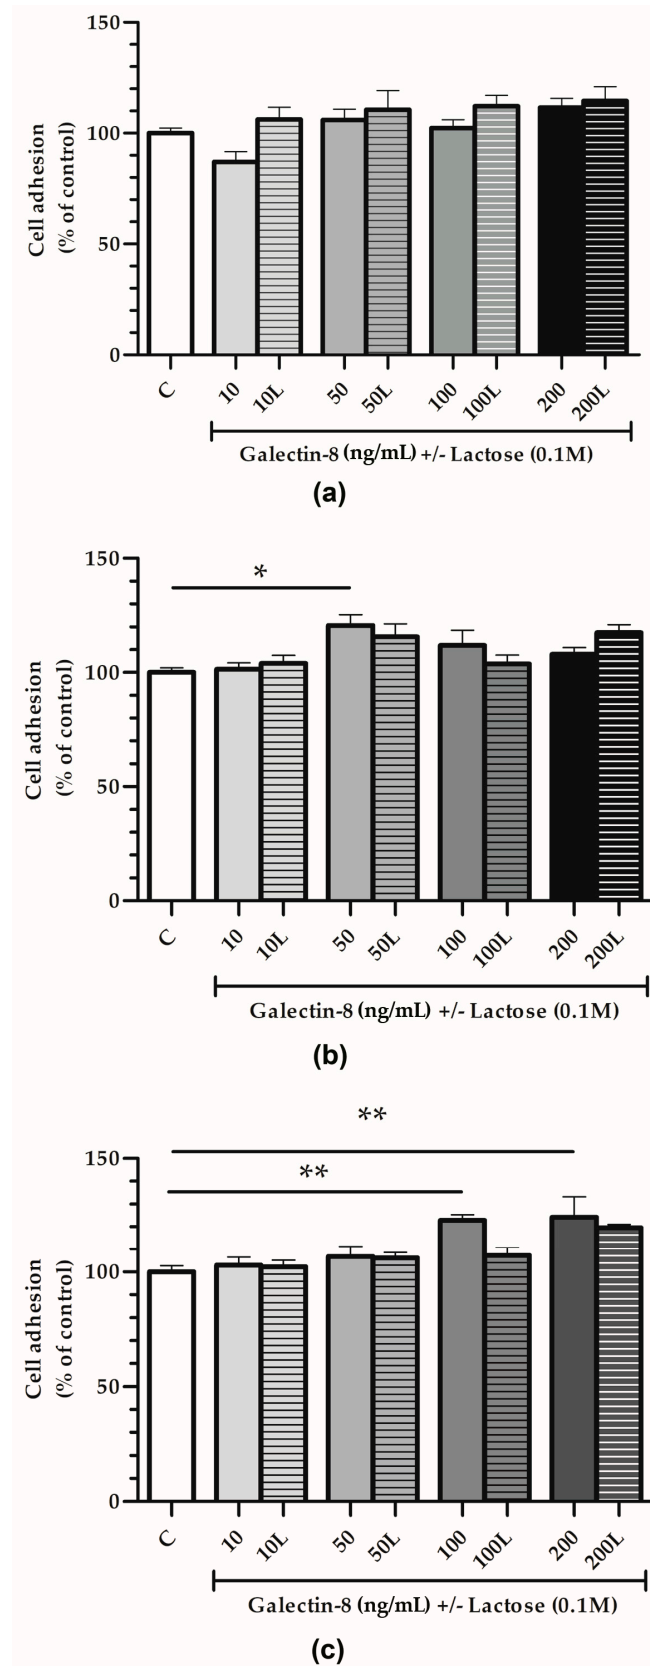 150
100
50
0
Cell adhesion
(% of control)
C
10
10L
50
50L
100
100L
200
200L
Galectin-8 (ng/mL) +/- Lactose (0.1M)
(a)
150
*
100
50
0
Cell adhesion
(% of control)
C
10
10L
50
50L
100
100L
200
200L
Galectin-8 (ng/mL) +/- Lactose (0.1M)
(b)
**
150
**
100
50
0
Cell adhesion
(% of control)
C
10
10L
50
50L
100
100L
200
200L
Galectin-8 (ng/mL) +/- Lactose (0.1M)
(c)